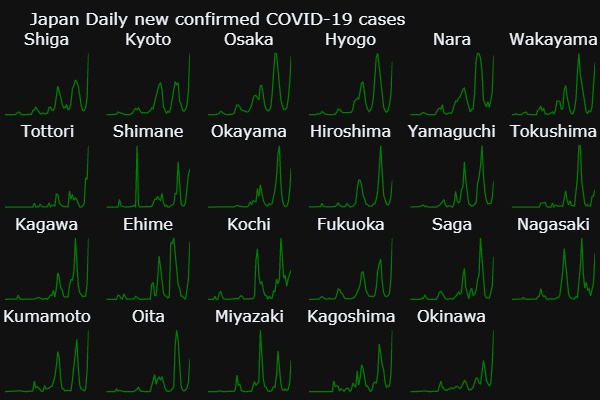 Japan Daily new confirmed COVID-19 cases
Shiga Kyoto Osaka Hyogo Nara Wakayama
Tottori Shimane Okayama Hiroshima Yamaguchi Tokushima
Kagawa Ehime Kochi Fukuoka Saga Nagasaki
Kumamoto Oita Miyazaki Kagoshima Okinawa